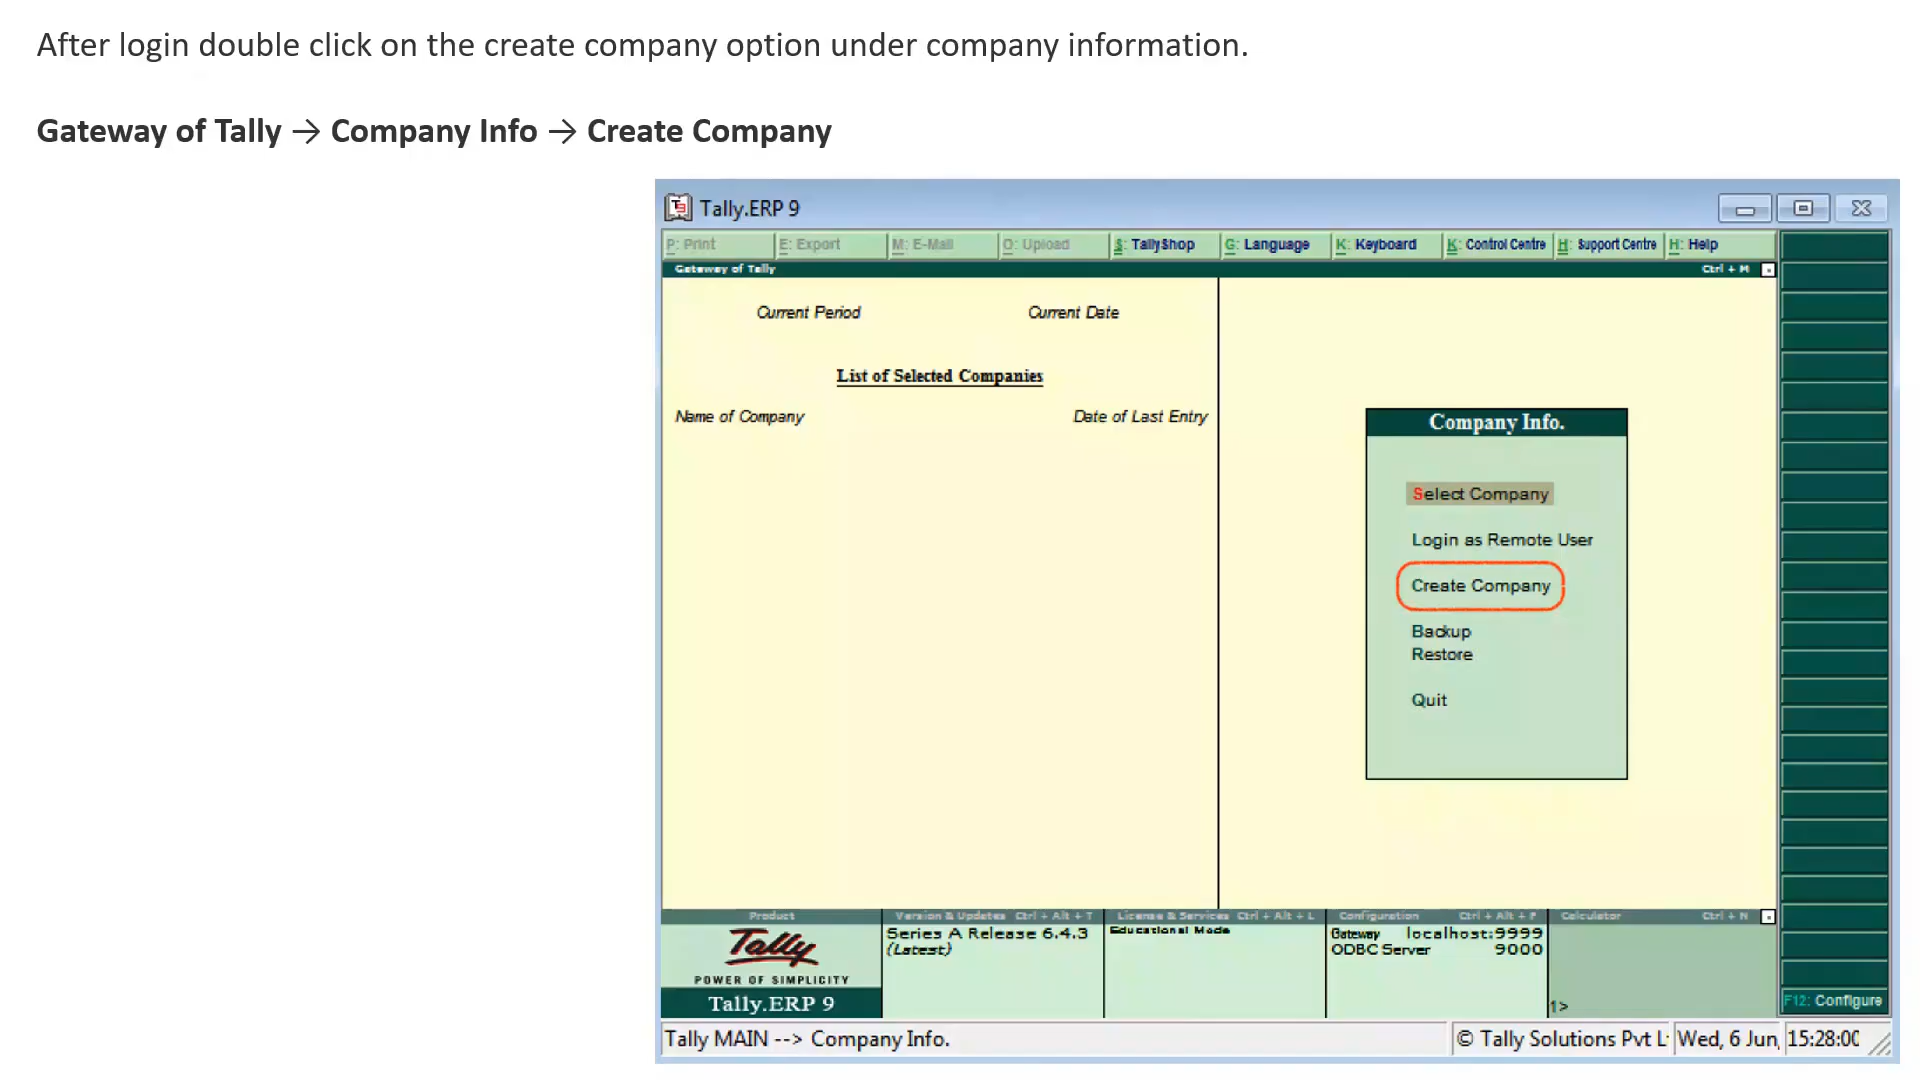 After login double click on the create company option under company information.
Gateway of Tally → Company Info → Create Company
Tally.ERP 9
P: Print E: Export M: E-Mail O: Upload S: TallyShop G: Language K: Keyboard K: Control Centre H: Support Centre H: Help
Gateway of Tally Ctrl + M
Current Period Current Date
List of Selected Companies
Name of Company Date of Last Entry
Company Info.
Select Company
Login as Remote User
Create Company
Backup
Restore
Quit
Product Version & Updates Ctrl + Alt + T License & Services Ctrl + Alt + L Configuration Ctrl + Alt + F Calculator Ctrl + N
Tally
POWER OF SIMPLICITY
Tally.ERP 9
Series A Release 6.4.3
(Latest)
Educational Mode
Gateway localhost:9999
ODBC Server 9000
1>
F12: Configure
Tally MAIN --> Company Info. © Tally Solutions Pvt L Wed, 6 Jun, 15:28:00